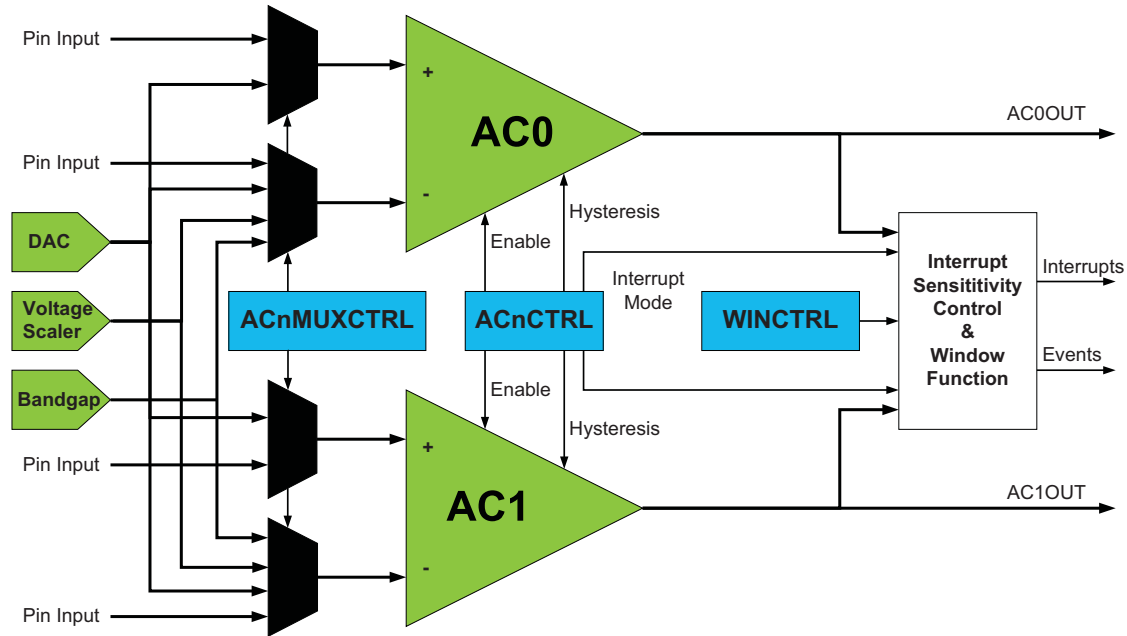 Pin Input
+
AC0
AC0OUT
Pin Input
-
Hysteresis
DAC
Enable
Interrupt
Sensititivity
Control
&
Window
Function
Interrupts
Interrupt
Mode
Voltage
Scaler
ACnMUXCTRL
ACnCTRL
WINCTRL
Events
Bandgap
Enable
Hysteresis
Pin Input
+
AC1
AC1OUT
-
Pin Input